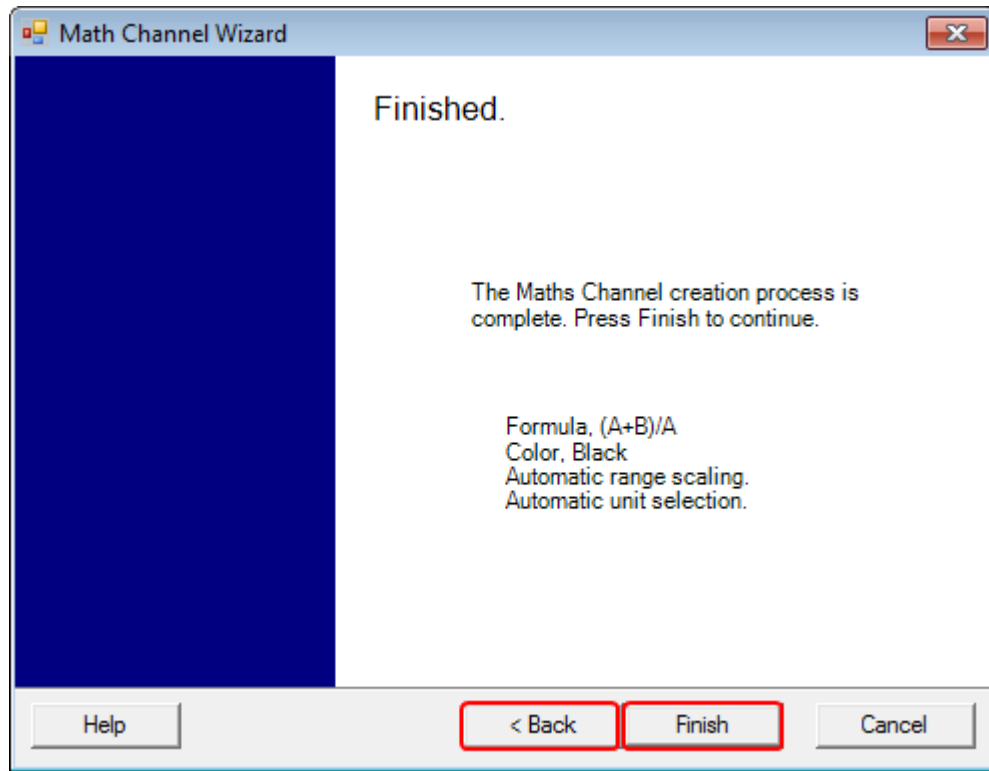 Math Channel Wizard
Finished.
The Maths Channel creation process is
complete. Press Finish to continue.
Formula, (A+B)/A
Color, Black
Automatic range scaling.
Automatic unit selection.
Help
< Back
Finish
Cancel